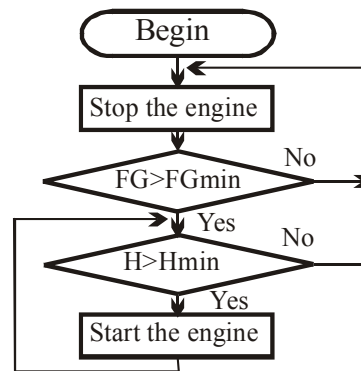 Begin
Stop the engine
No
FG>FGmin
Yes
No
H>Hmin
Yes
Start the engine